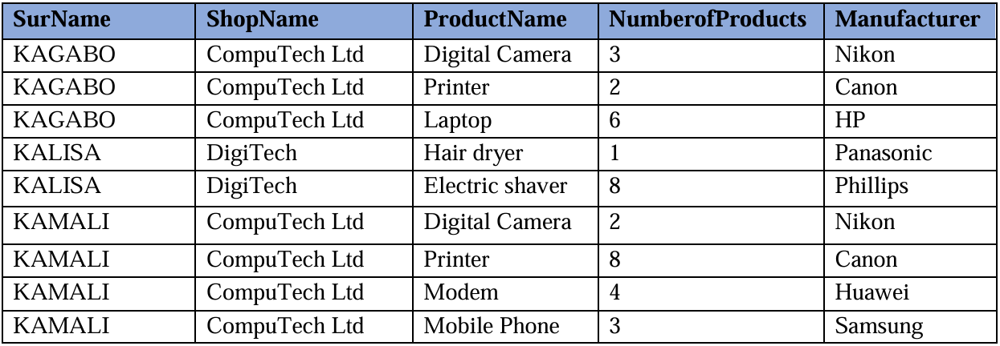 SurName ShopName ProductName NumberofProducts Manufacturer
KAGABO CompuTech Ltd Digital Camera 3 Nikon
KAGABO CompuTech Ltd Printer 2 Canon
KAGABO CompuTech Ltd Laptop 6 HP
KALISA DigiTech Hair dryer 1 Panasonic
KALISA DigiTech Electric shaver 8 Phillips
KAMALI CompuTech Ltd Digital Camera 2 Nikon
KAMALI CompuTech Ltd Printer 8 Canon
KAMALI CompuTech Ltd Modem 4 Huawei
KAMALI CompuTech Ltd Mobile Phone 3 Samsung